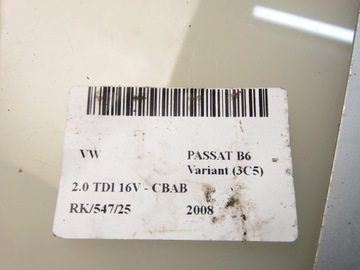 VW PASSAT B6
Variant (3C5)
2.0 TDI 16V - CBAB
RK/547/25 2008